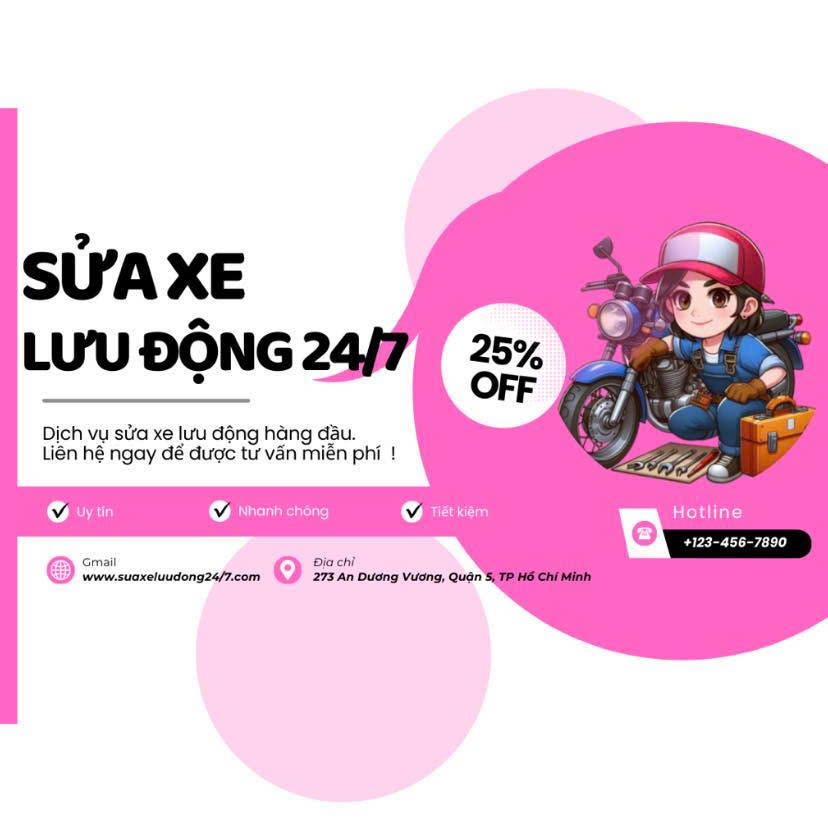 SỬA XE
LƯU ĐỘNG 24/7
25%
OFF
Dịch vụ sửa xe lưu động hàng đầu.
Liên hệ ngay để được tư vấn miễn phí !
Uy tín
Nhanh chóng
Tiết kiệm
Hotline
+123-456-7890
Gmail
www.suaxeluudong24/7.com
Địa chỉ
273 An Dương Vương, Quận 5, TP Hồ Chí Minh